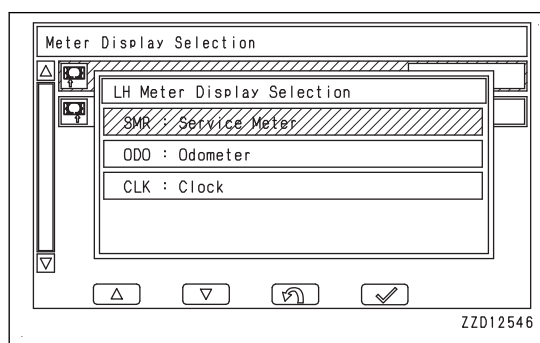 Meter Display Selection
LH Meter Display Selection
SMR : Service Meter
ODO : Odometer
CLK : Clock
ZZD12546